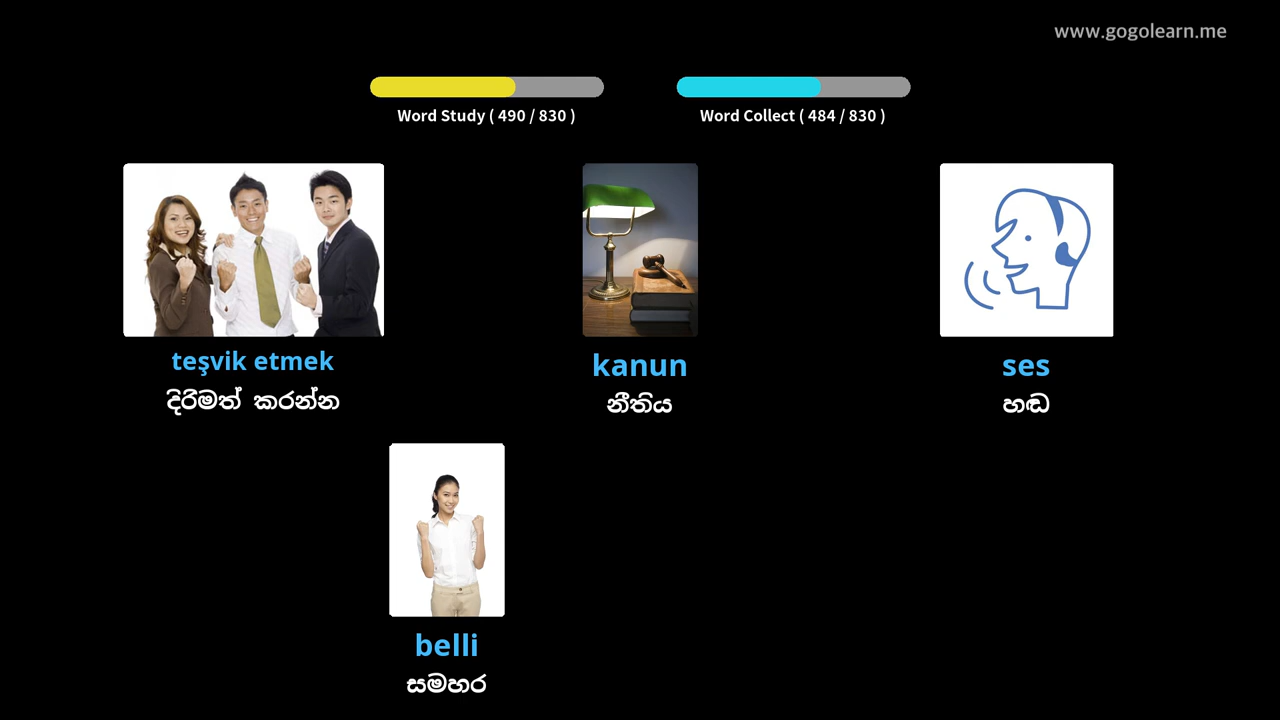 www.gogolearn.me
Word Study ( 490 / 830 )
Word Collect ( 484 / 830 )
teşvik etmek
දිරිමත් කරන්න
kanun
නීතිය
ses
හඬ
belli
සමහර